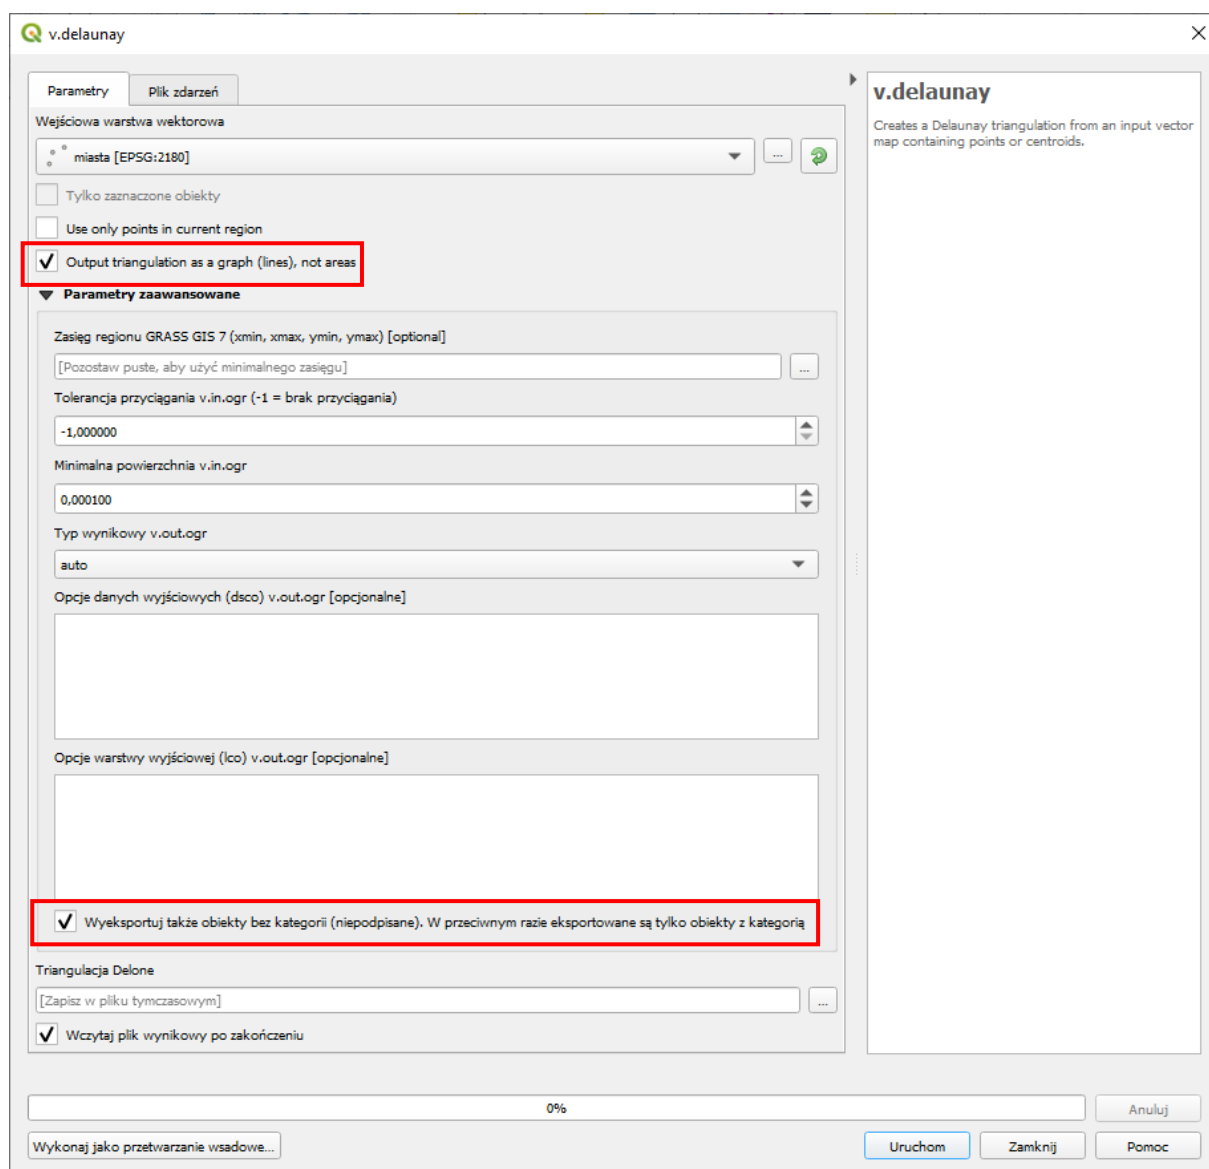 v.delaunay
Parametry
Plik zdarzeń
v.delaunay
Creates a Delaunay triangulation from an input vector
map containing points or centroids.
Wejściowa warstwa wektorowa
miasta [EPSG:2180]
...
Tylko zaznaczone obiekty
Use only points in current region
Output triangulation as a graph (lines), not areas
Parametry zaawansowane
Zasięg regionu GRASS GIS 7 (xmin, xmax, ymin, ymax) [optional]
[Pozostaw puste, aby użyć minimalnego zasięgu]
...
Tolerancja przyciągania v.in.ogr (-1 = brak przyciągania)
-1,000000
Minimalna powierzchnia v.in.ogr
0,000100
Typ wynikowy v.out.ogr
auto
Opcje danych wyjściowych (dsco) v.out.ogr [opcjonalne]
Opcje warstwy wyjściowej (lco) v.out.ogr [opcjonalne]
Wyeksportuj także obiekty bez kategorii (niepodpisane). W przeciwnym razie eksportowane są tylko obiekty z kategorią
Triangulacja Delone
[Zapisz w pliku tymczasowym]
...
Wczytaj plik wynikowy po zakończeniu
0%
Anuluj
Wykonaj jako przetwarzanie wsadowe...
Uruchom
Zamknij
Pomoc